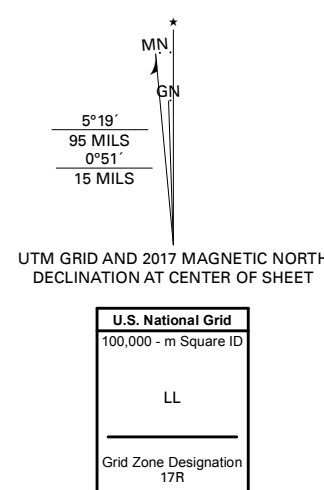 ★
MN
GN
5°19´
95 MILS
0°51´
15 MILS
UTM GRID AND 2017 MAGNETIC NORTH
DECLINATION AT CENTER OF SHEET
U.S. National Grid
100,000 - m Square ID
LL
Grid Zone Designation
17R